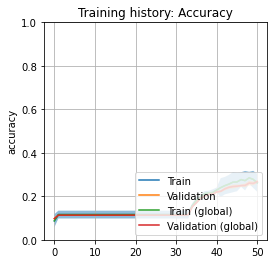 Training history: Accuracy
1.0
0.8
0.6
0.4
0.2
0.0
accuracy
Train
Validation
Train (global)
Validation (global)
0 10 20 30 40 50